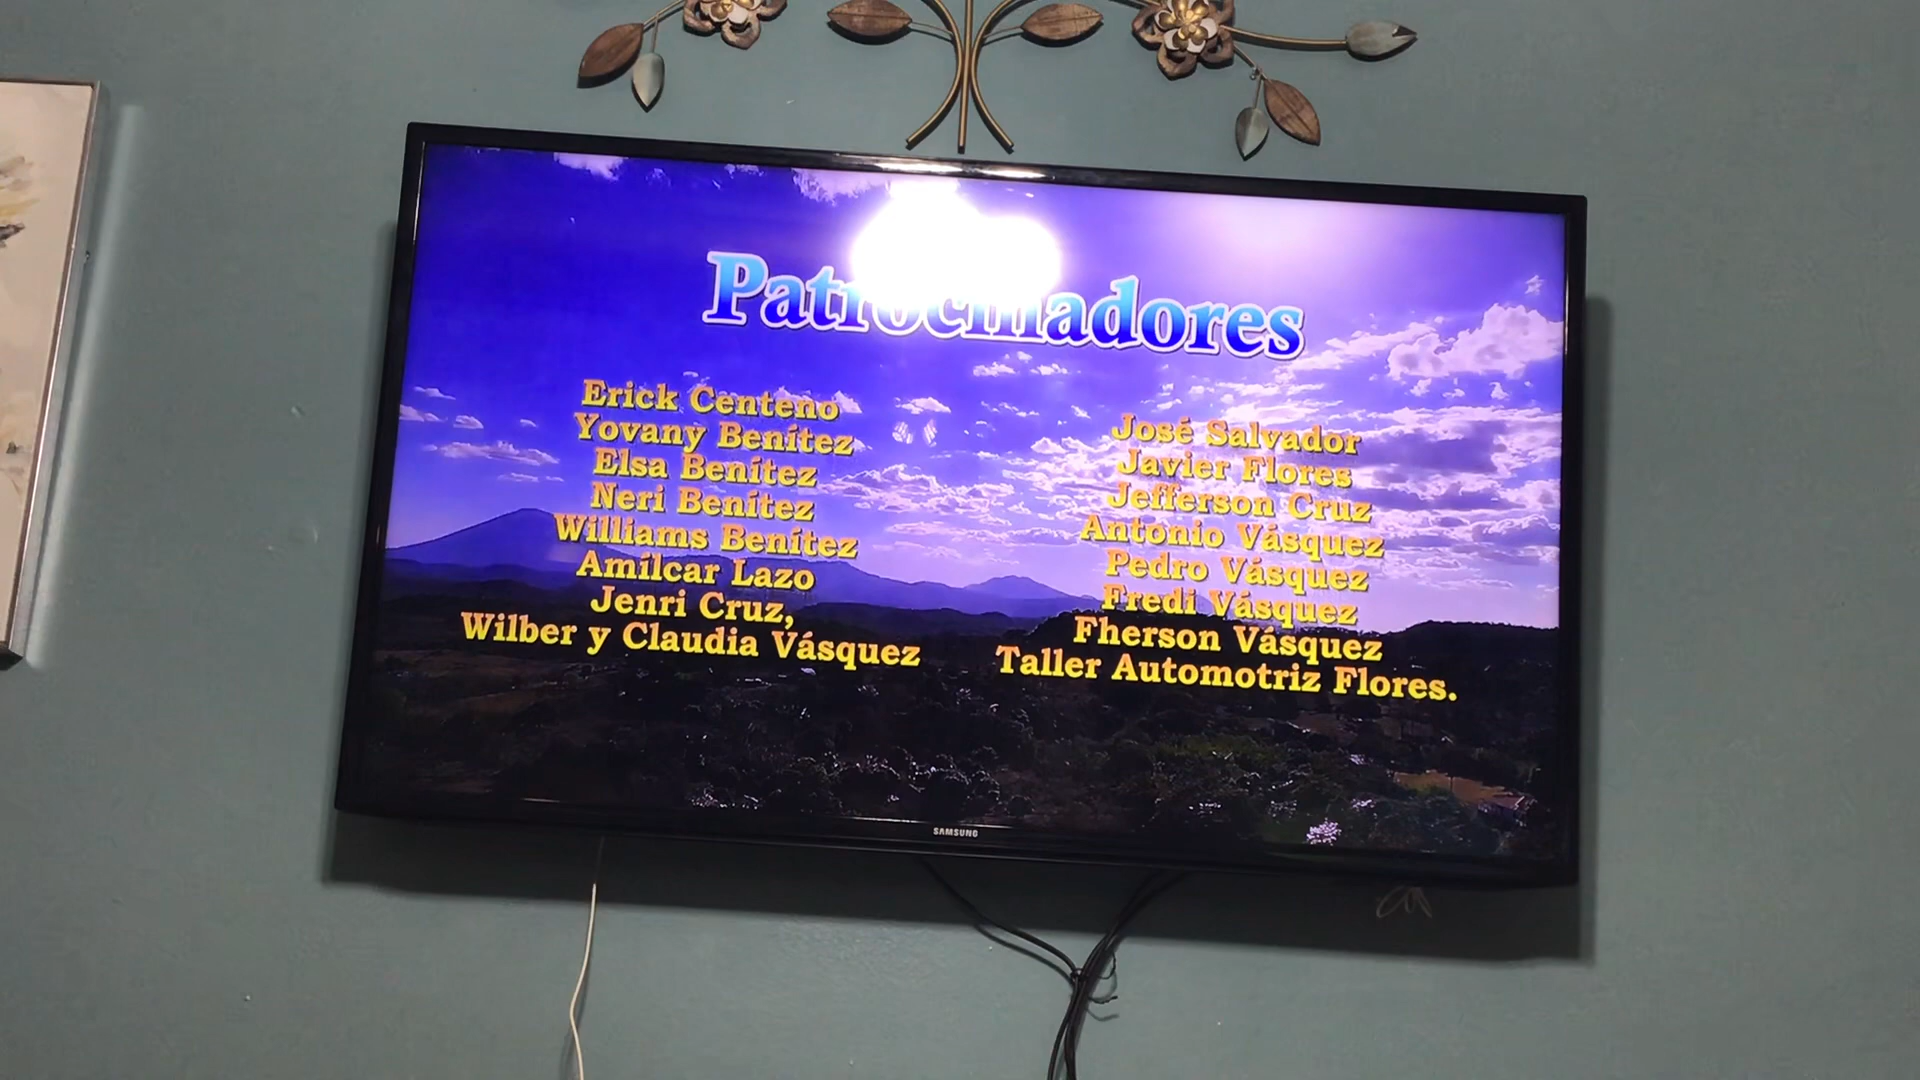 Patrocinadores
Erick Centeno
Yovany Benítez
Elsa Benítez
Neri Benítez
Williams Benítez
Amílcar Lazo
Jenri Cruz,
Wilber y Claudia Vásquez
José Salvador
Javier Flores
Jefferson Cruz
Antonio Vásquez
Pedro Vásquez
Fredi Vásquez
Fherson Vásquez
Taller Automotriz Flores.
SAMSUNG